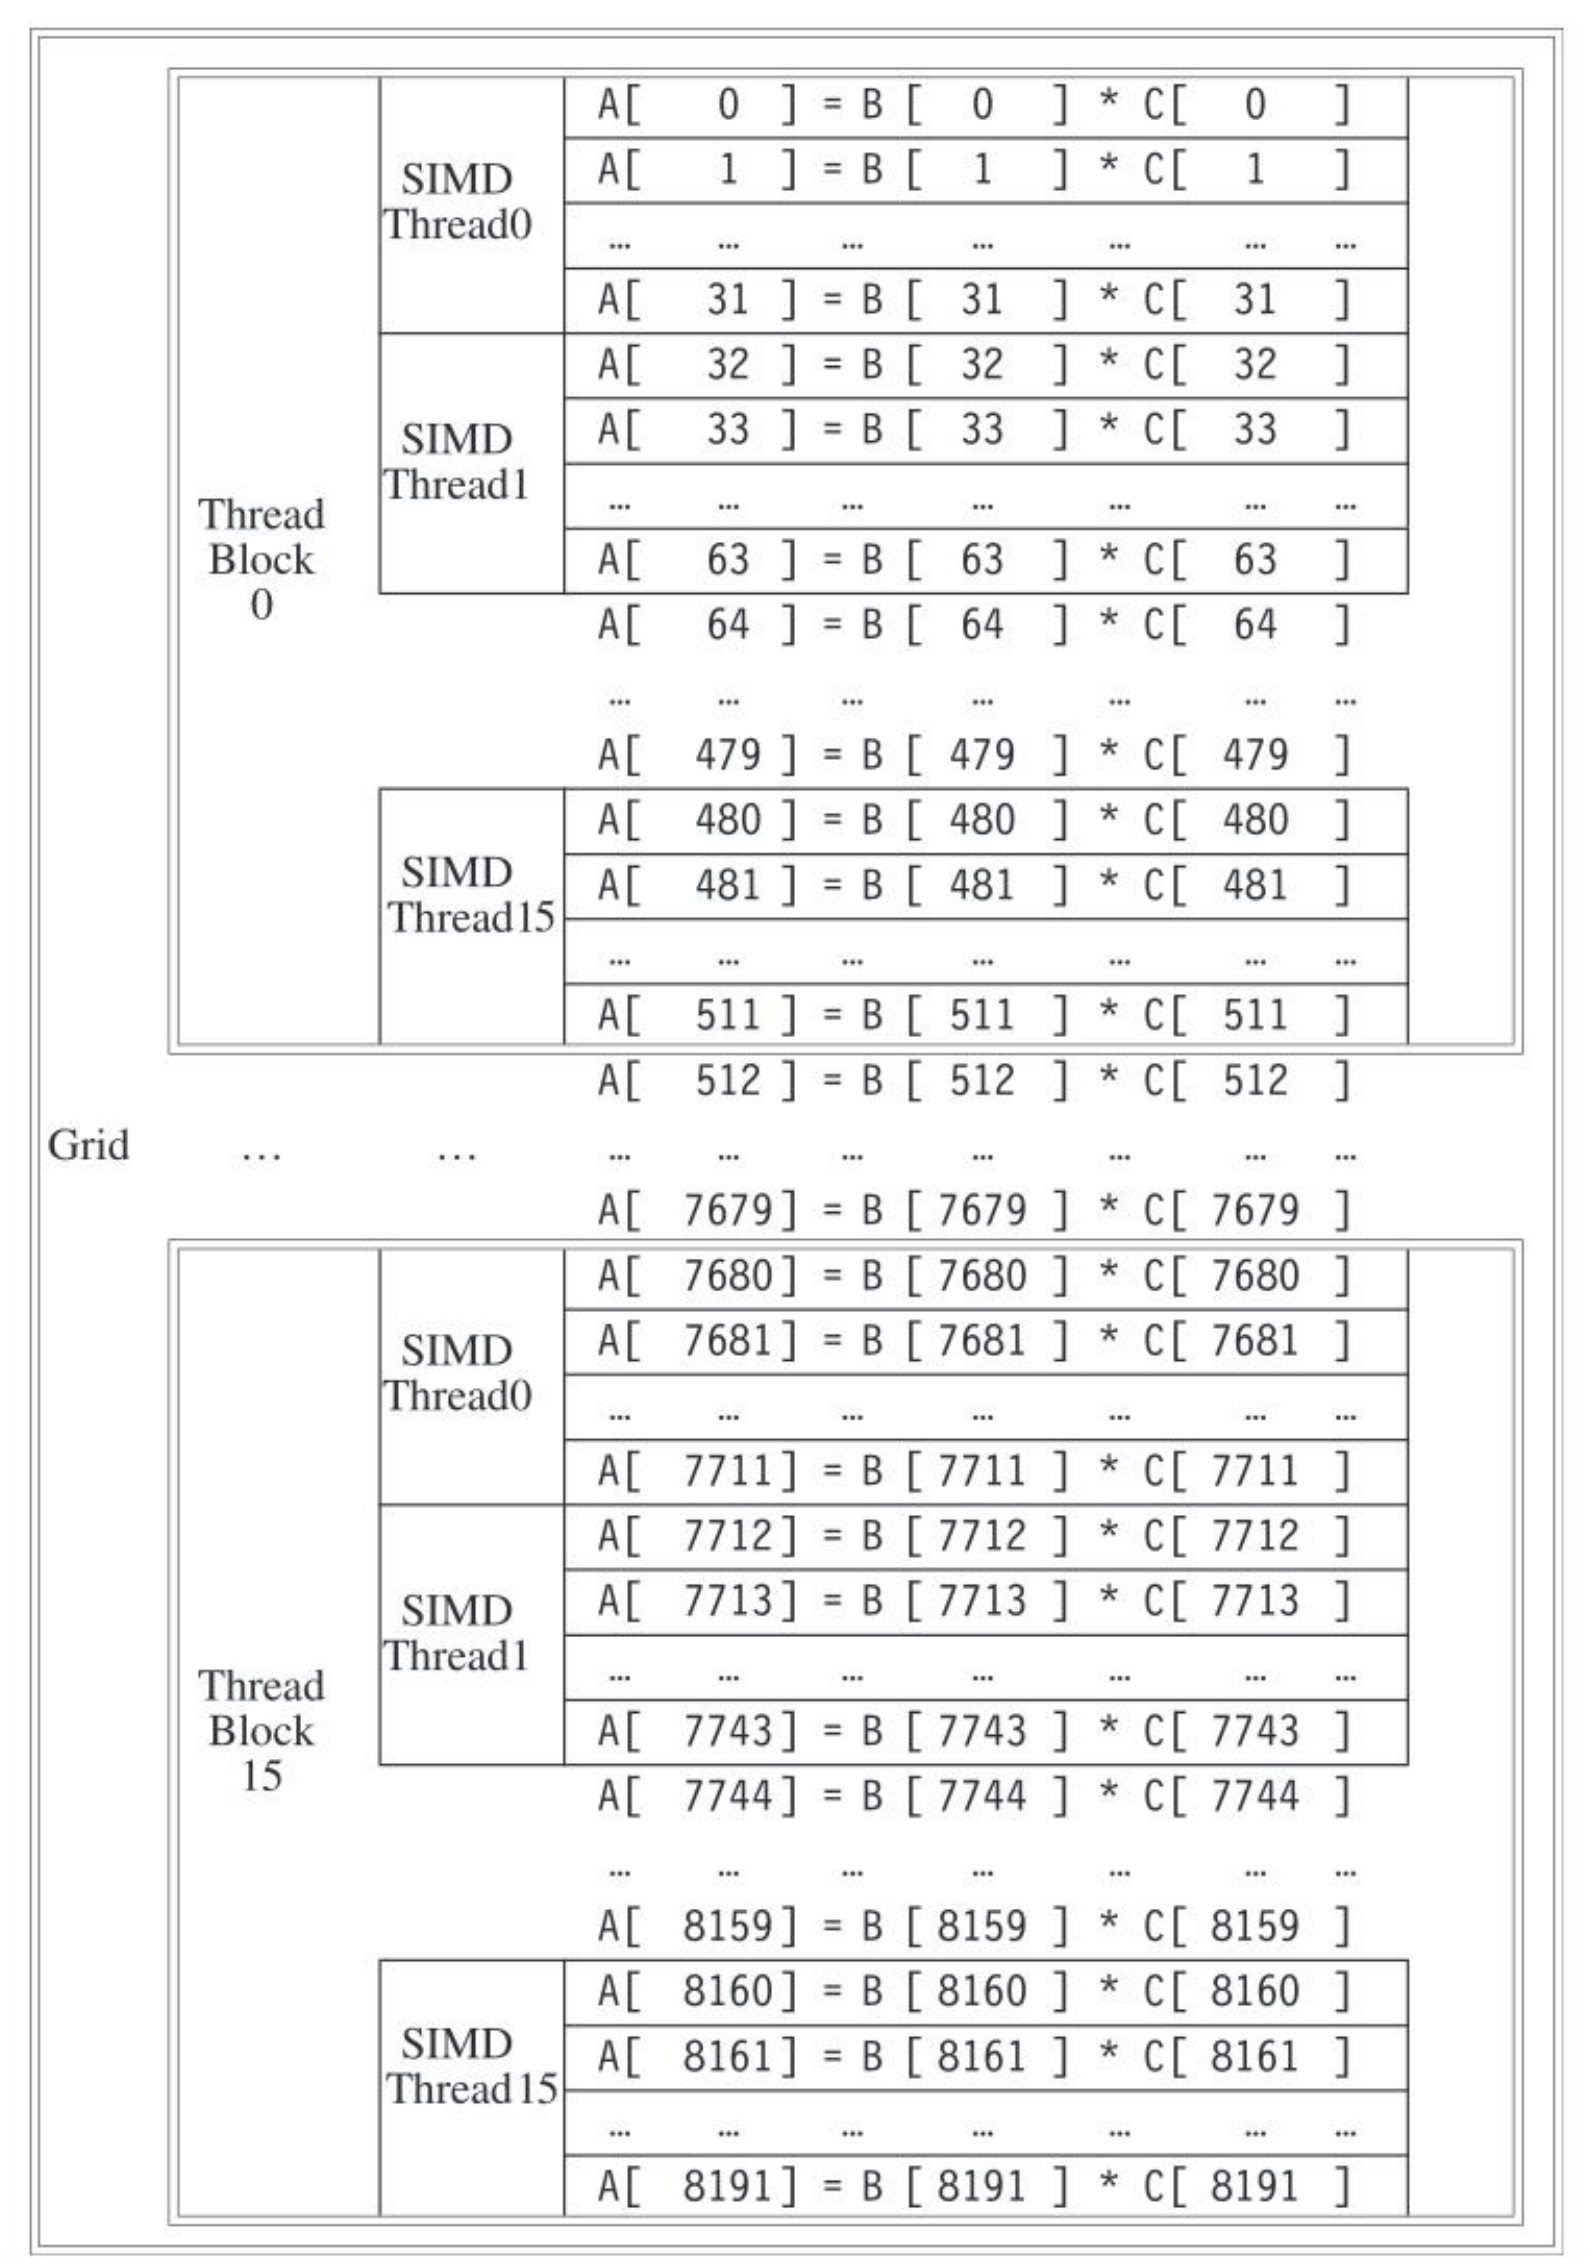 A[ 0 ] = B [ 0 ] * C[ 0 ]
A[ 1 ] = B [ 1 ] * C[ 1 ]
SIMD
Thread0
... ... ... ... ... ... ...
A[ 31 ] = B [ 31 ] * C[ 31 ]
A[ 32 ] = B [ 32 ] * C[ 32 ]
A[ 33 ] = B [ 33 ] * C[ 33 ]
SIMD
Thread1
... ... ... ... ... ... ...
Thread
Block
0
A[ 63 ] = B [ 63 ] * C[ 63 ]
A[ 64 ] = B [ 64 ] * C[ 64 ]
... ... ... ... ... ... ...
A[ 479 ] = B [ 479 ] * C[ 479 ]
A[ 480 ] = B [ 480 ] * C[ 480 ]
A[ 481 ] = B [ 481 ] * C[ 481 ]
SIMD
Thread15
... ... ... ... ... ... ...
A[ 511 ] = B [ 511 ] * C[ 511 ]
A[ 512 ] = B [ 512 ] * C[ 512 ]
Grid ... ... ... ... ... ... ... ... ...
A[ 7679 ] = B [ 7679 ] * C[ 7679 ]
A[ 7680 ] = B [ 7680 ] * C[ 7680 ]
A[ 7681 ] = B [ 7681 ] * C[ 7681 ]
SIMD
Thread0
... ... ... ... ... ... ...
A[ 7711 ] = B [ 7711 ] * C[ 7711 ]
A[ 7712 ] = B [ 7712 ] * C[ 7712 ]
A[ 7713 ] = B [ 7713 ] * C[ 7713 ]
SIMD
Thread1
... ... ... ... ... ... ...
Thread
Block
15
A[ 7743 ] = B [ 7743 ] * C[ 7743 ]
A[ 7744 ] = B [ 7744 ] * C[ 7744 ]
... ... ... ... ... ... ...
A[ 8159 ] = B [ 8159 ] * C[ 8159 ]
A[ 8160 ] = B [ 8160 ] * C[ 8160 ]
A[ 8161 ] = B [ 8161 ] * C[ 8161 ]
SIMD
Thread15
... ... ... ... ... ... ...
A[ 8191 ] = B [ 8191 ] * C[ 8191 ]